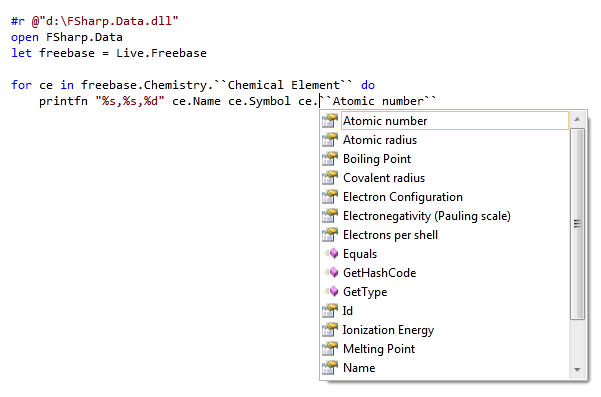 #r @"d:\FSharp.Data.dll"
open FSharp.Data
let freebase = Live.Freebase
for ce in freebase.Chemistry.``Chemical Element`` do
    printfn "%s,%s,%d" ce.Name ce.Symbol ce.``Atomic number``
Atomic number
Atomic radius
Boiling Point
Covalent radius
Electron Configuration
Electronegativity (Pauling scale)
Electrons per shell
Equals
GetHashCode
GetType
Id
Ionization Energy
Melting Point
Name